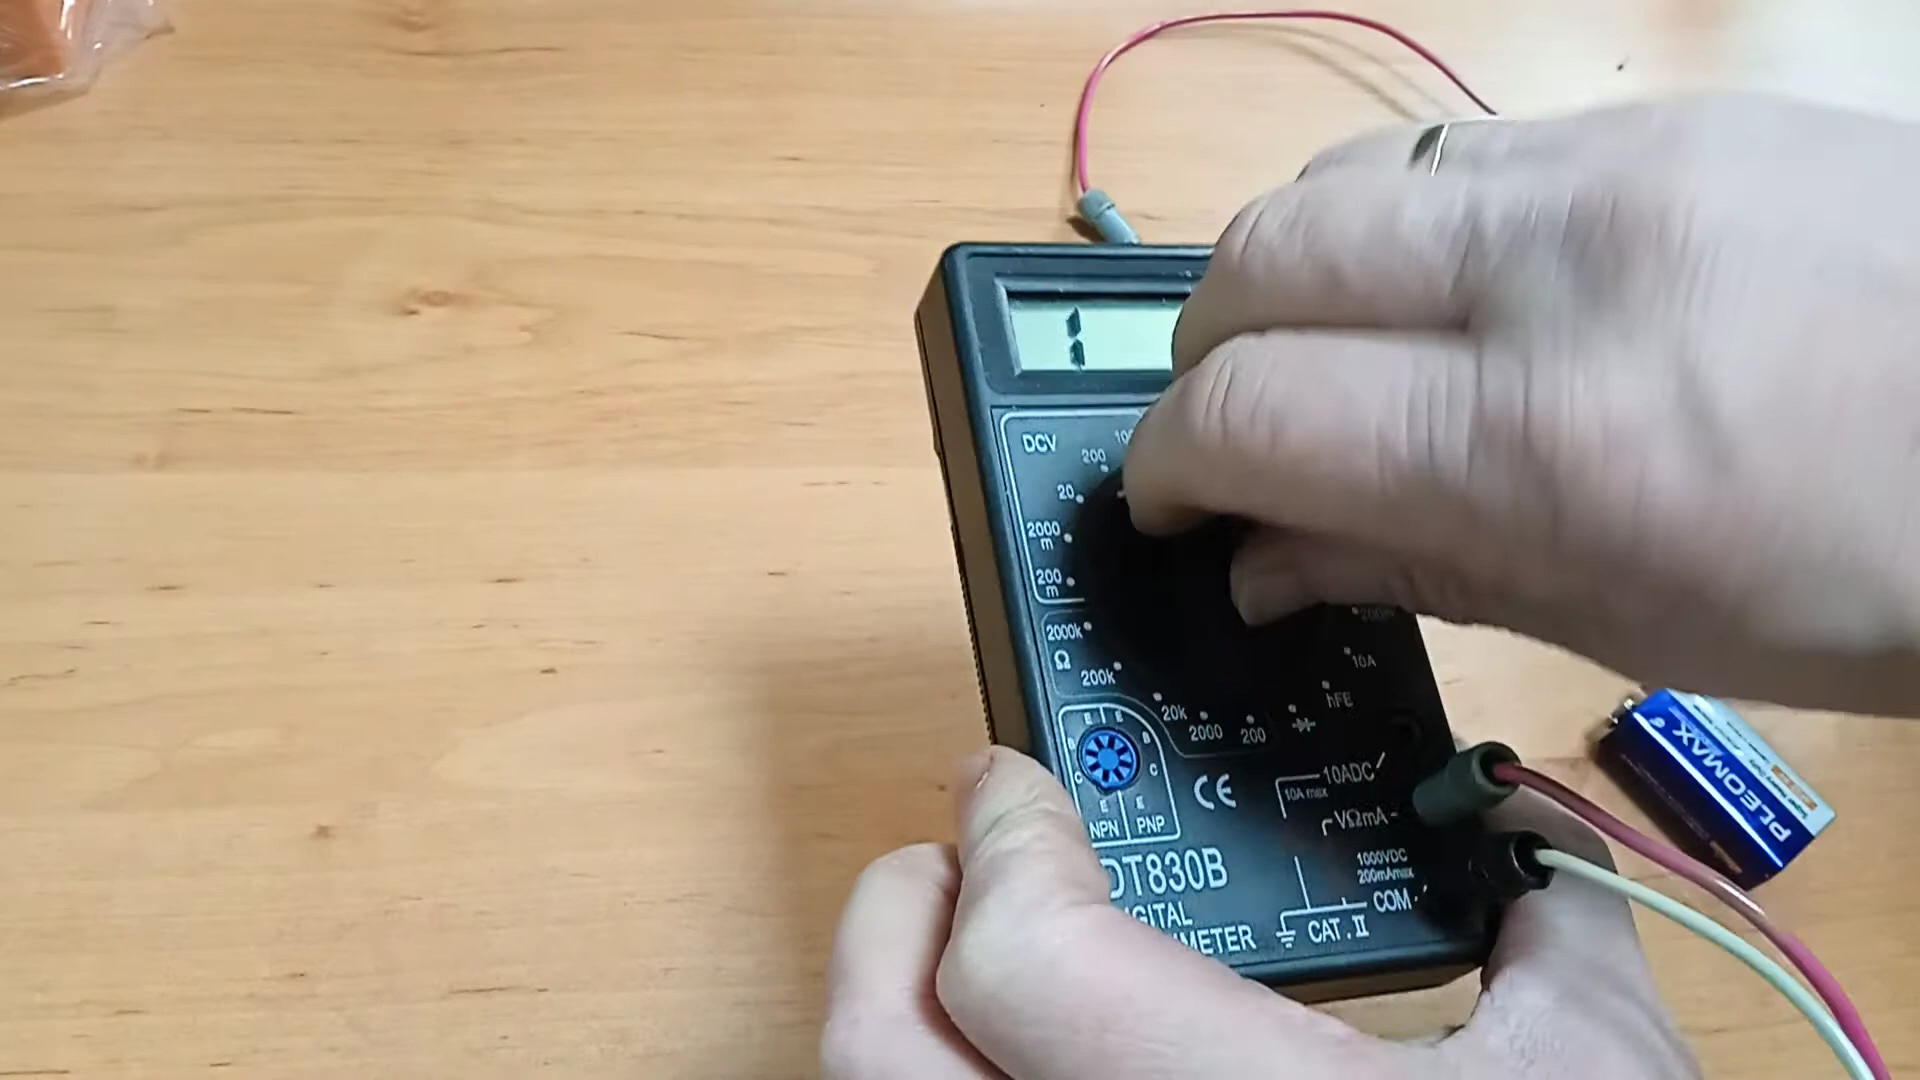 1
DCV
200
20
2000
m
200
m
2000k
Ω
200k
20k
2000
200
hFE
10A
E E
B B
C C
E E
NPN PNP
CE
10ADC
10A max
VΩmA
1000VDC
200mAmax
COM
CAT. II
DT830B
PLEOMAX